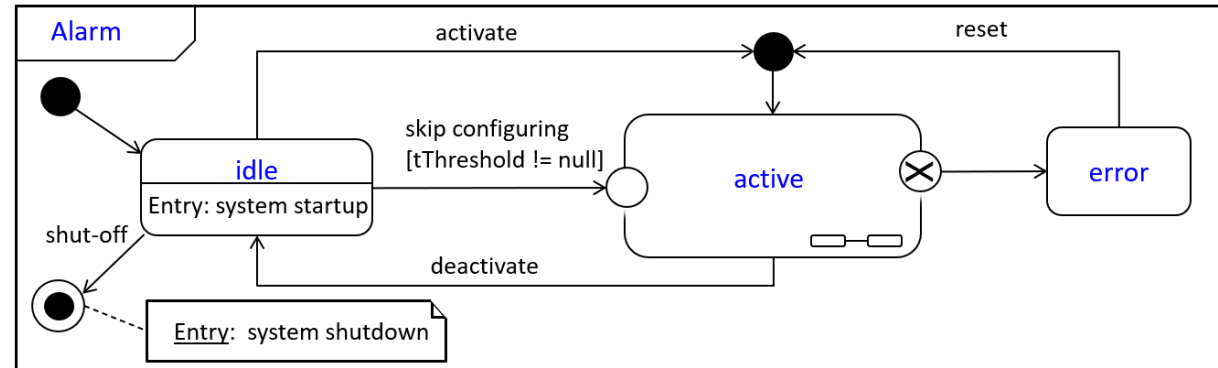 Alarm
activate
reset
skip configuring
[tThreshold != null]
idle
active
error
Entry: system startup
shut-off
deactivate
Entry: system shutdown